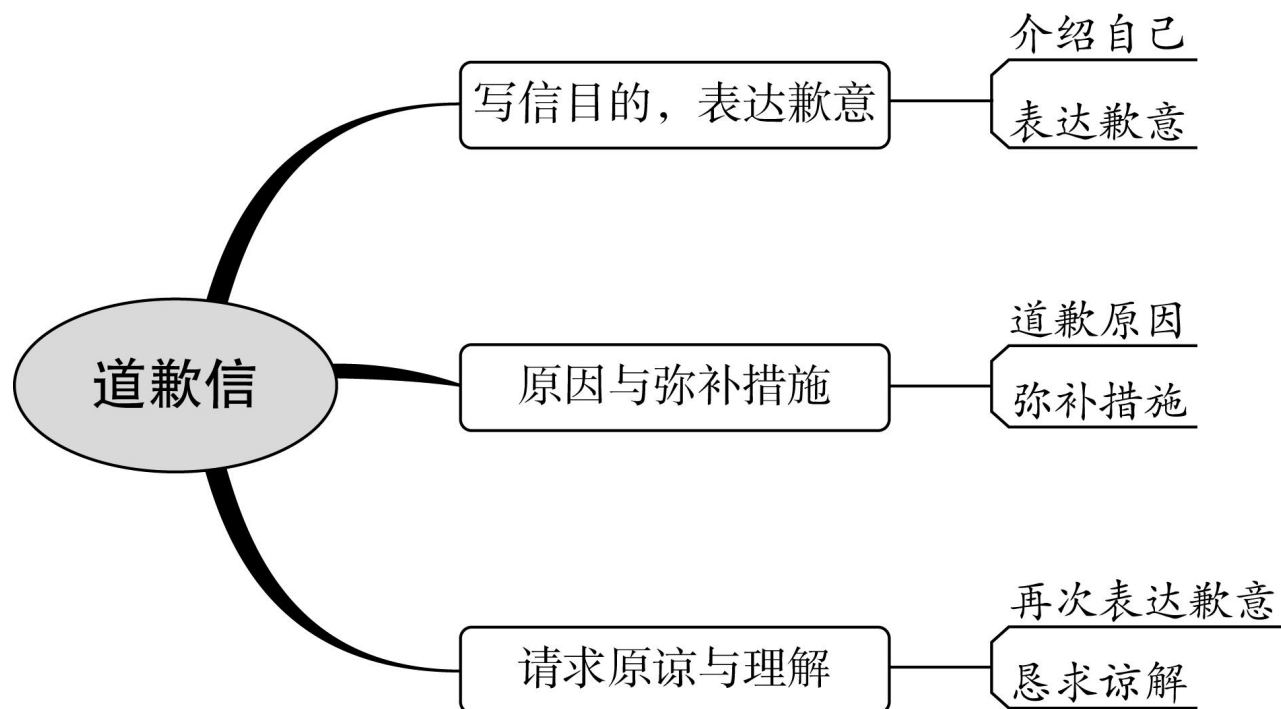 道歉信
写信目的，表达歉意
介绍自己
表达歉意
原因与弥补措施
道歉原因
弥补措施
请求原谅与理解
再次表达歉意
恳求谅解